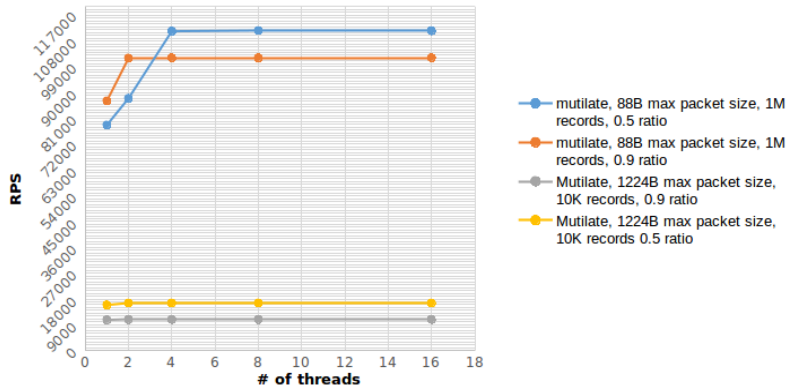 117000
108000
99000
90000
81000
72000
63000
54000
45000
36000
27000
18000
9000
0
RPS
0 2 4 6 8 10 12 14 16 18
# of threads
mutilate, 88B max packet size, 1M
records, 0.5 ratio
mutilate, 88B max packet size, 1M
records, 0.9 ratio
Mutilate, 1224B max packet size,
10K records, 0.9 ratio
Mutilate, 1224B max packet size,
10K records 0.5 ratio